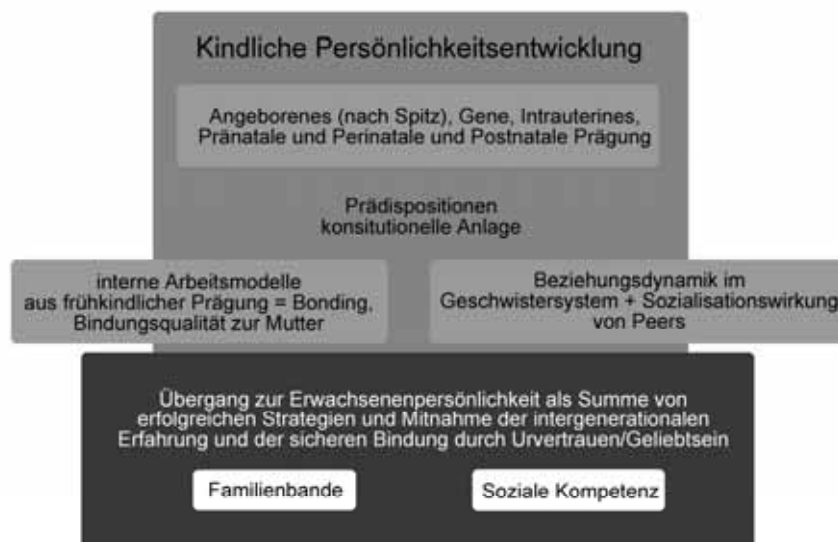 Kindliche Persönlichkeitsentwicklung
Angeborenes (nach Spitz), Gene, Intrauterines,
Pränatale und Perinatale und Postnatale Prägung
Prädispositionen
konsitutionelle Anlage
interne Arbeitsmodelle
aus frühkindlicher Prägung = Bonding,
Bindungsqualität zur Mutter
Beziehungsdynamik im
Geschwistersystem + Sozialisationswirkung
von Peers
Übergang zur Erwachsenenpersönlichkeit als Summe von
erfolgreichen Strategien und Mitnahme der intergenerationalen
Erfahrung und der sicheren Bindung durch Urvertrauen/Geliebtsein
Familienbande
Soziale Kompetenz